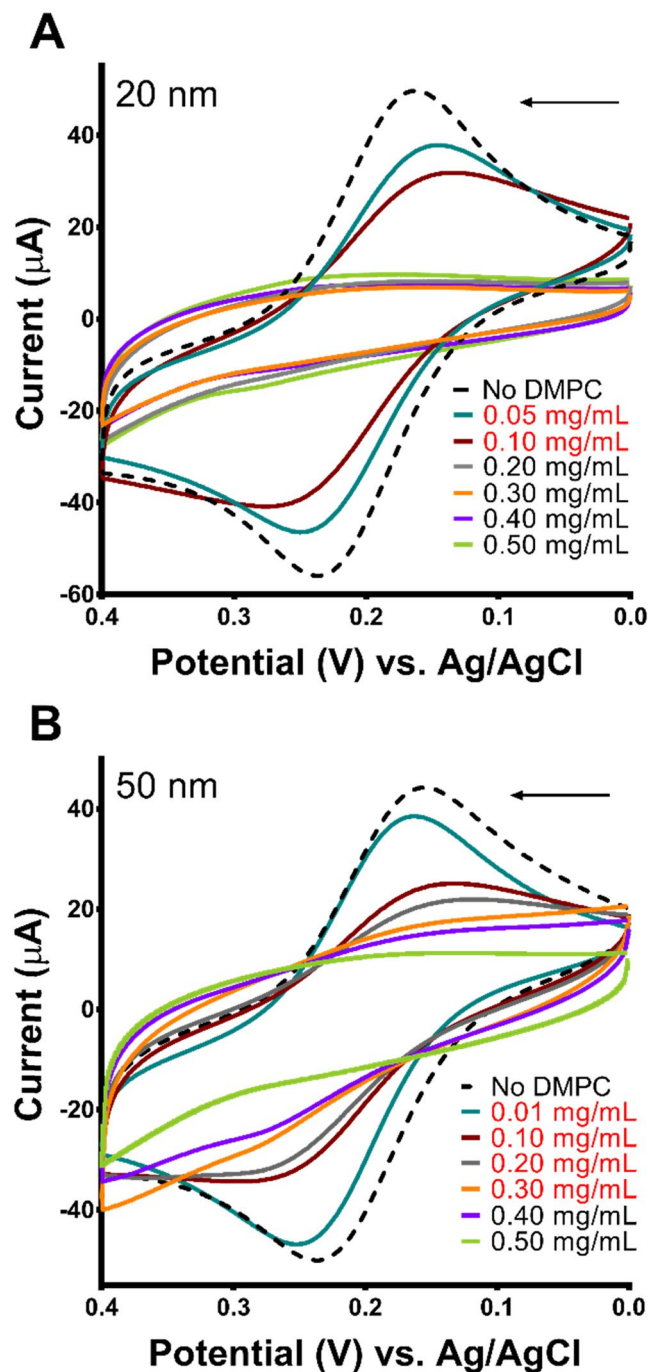 A
20 nm
40
20
0
-20
-40
-60
Current (μA)
No DMPC
0.05 mg/mL
0.10 mg/mL
0.20 mg/mL
0.30 mg/mL
0.40 mg/mL
0.50 mg/mL
0.4 0.3 0.2 0.1 0.0
Potential (V) vs. Ag/AgCl
B
50 nm
40
20
0
-20
-40
Current (μA)
No DMPC
0.01 mg/mL
0.10 mg/mL
0.20 mg/mL
0.30 mg/mL
0.40 mg/mL
0.50 mg/mL
0.4 0.3 0.2 0.1 0.0
Potential (V) vs. Ag/AgCl